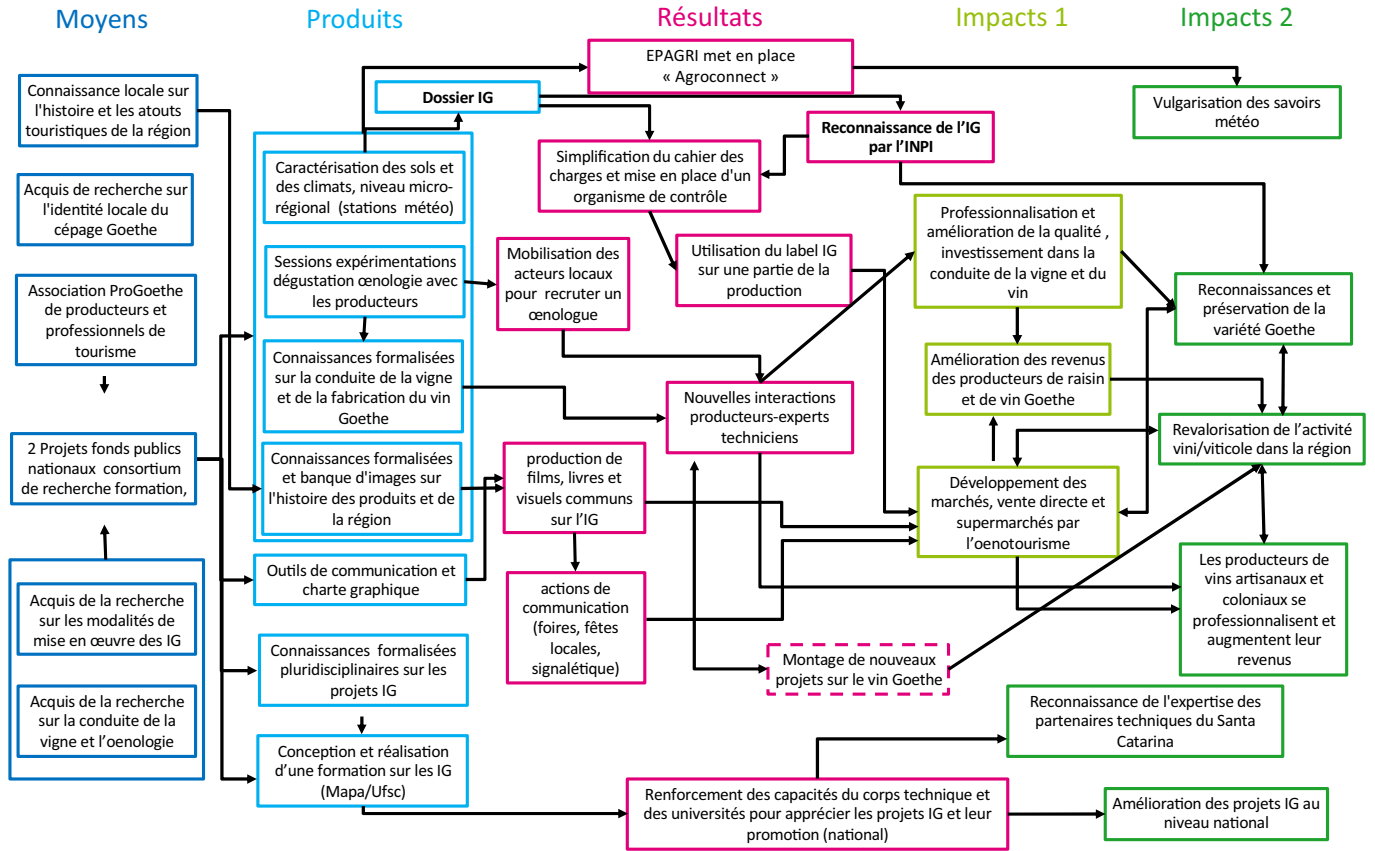 Moyens
Produits
Résultats
Impacts 1
Impacts 2
Connaissance locale sur
l'histoire et les atouts
touristiques de la région
Acquis de recherche sur
l'identité locale du
cépage Goethe
Association ProGoethe
de producteurs et
professionnels de
tourisme
2 Projets fonds publics
nationaux consortium
de recherche formation,
Acquis de la recherche
sur les modalités de
mise en œuvre des IG
Acquis de la recherche
sur la conduite de la
vigne et l'oenologie
Dossier IG
Caractérisation des sols et
des climats, niveau micro-
régional (stations météo)
Sessions expérimentations
dégustation œnologie avec
les producteurs
Connaissances formalisées
sur la conduite de la vigne
et de la fabrication du vin
Goethe
Connaissances formalisées
et banque d'images sur
l'histoire des produits et de
la région
Outils de communication et
charte graphique
Connaissances formalisées
pluridisciplinaires sur les
projets IG
Conception et réalisation
d'une formation sur les IG
(Mapa/Ufsc)
EPAGRI met en place
« Agroconnect »
Reconnaissance de l'IG
par l'INPI
Simplification du cahier des
charges et mise en place d'un
organisme de contrôle
Utilisation du label IG
sur une partie de la
production
Mobilisation des
acteurs locaux
pour recruter un
œnologue
Nouvelles interactions
producteurs-experts
techniciens
production de
films, livres et
visuels communs
sur l'IG
actions de
communication
(foires, fêtes
locales,
signalétique)
Montage de nouveaux
projets sur le vin Goethe
Renforcement des capacités du corps technique et
des universités pour apprécier les projets IG et leur
promotion (national)
Professionnalisation et
amélioration de la qualité ,
investissement dans la
conduite de la vigne et du
vin
Amélioration des revenus
des producteurs de raisin
et de vin Goethe
Développement des
marchés, vente directe et
supermarchés par
l'oenotourisme
Vulgarisation des savoirs
météo
Reconnaissances et
préservation de la
variété Goethe
Revalorisation de l'activité
vini/viticole dans la région
Les producteurs de
vins artisanaux et
coloniaux se
professionnalisent et
augmentent leur
revenus
Reconnaissance de l'expertise des
partenaires techniques du Santa
Catarina
Amélioration des projets IG au
niveau national